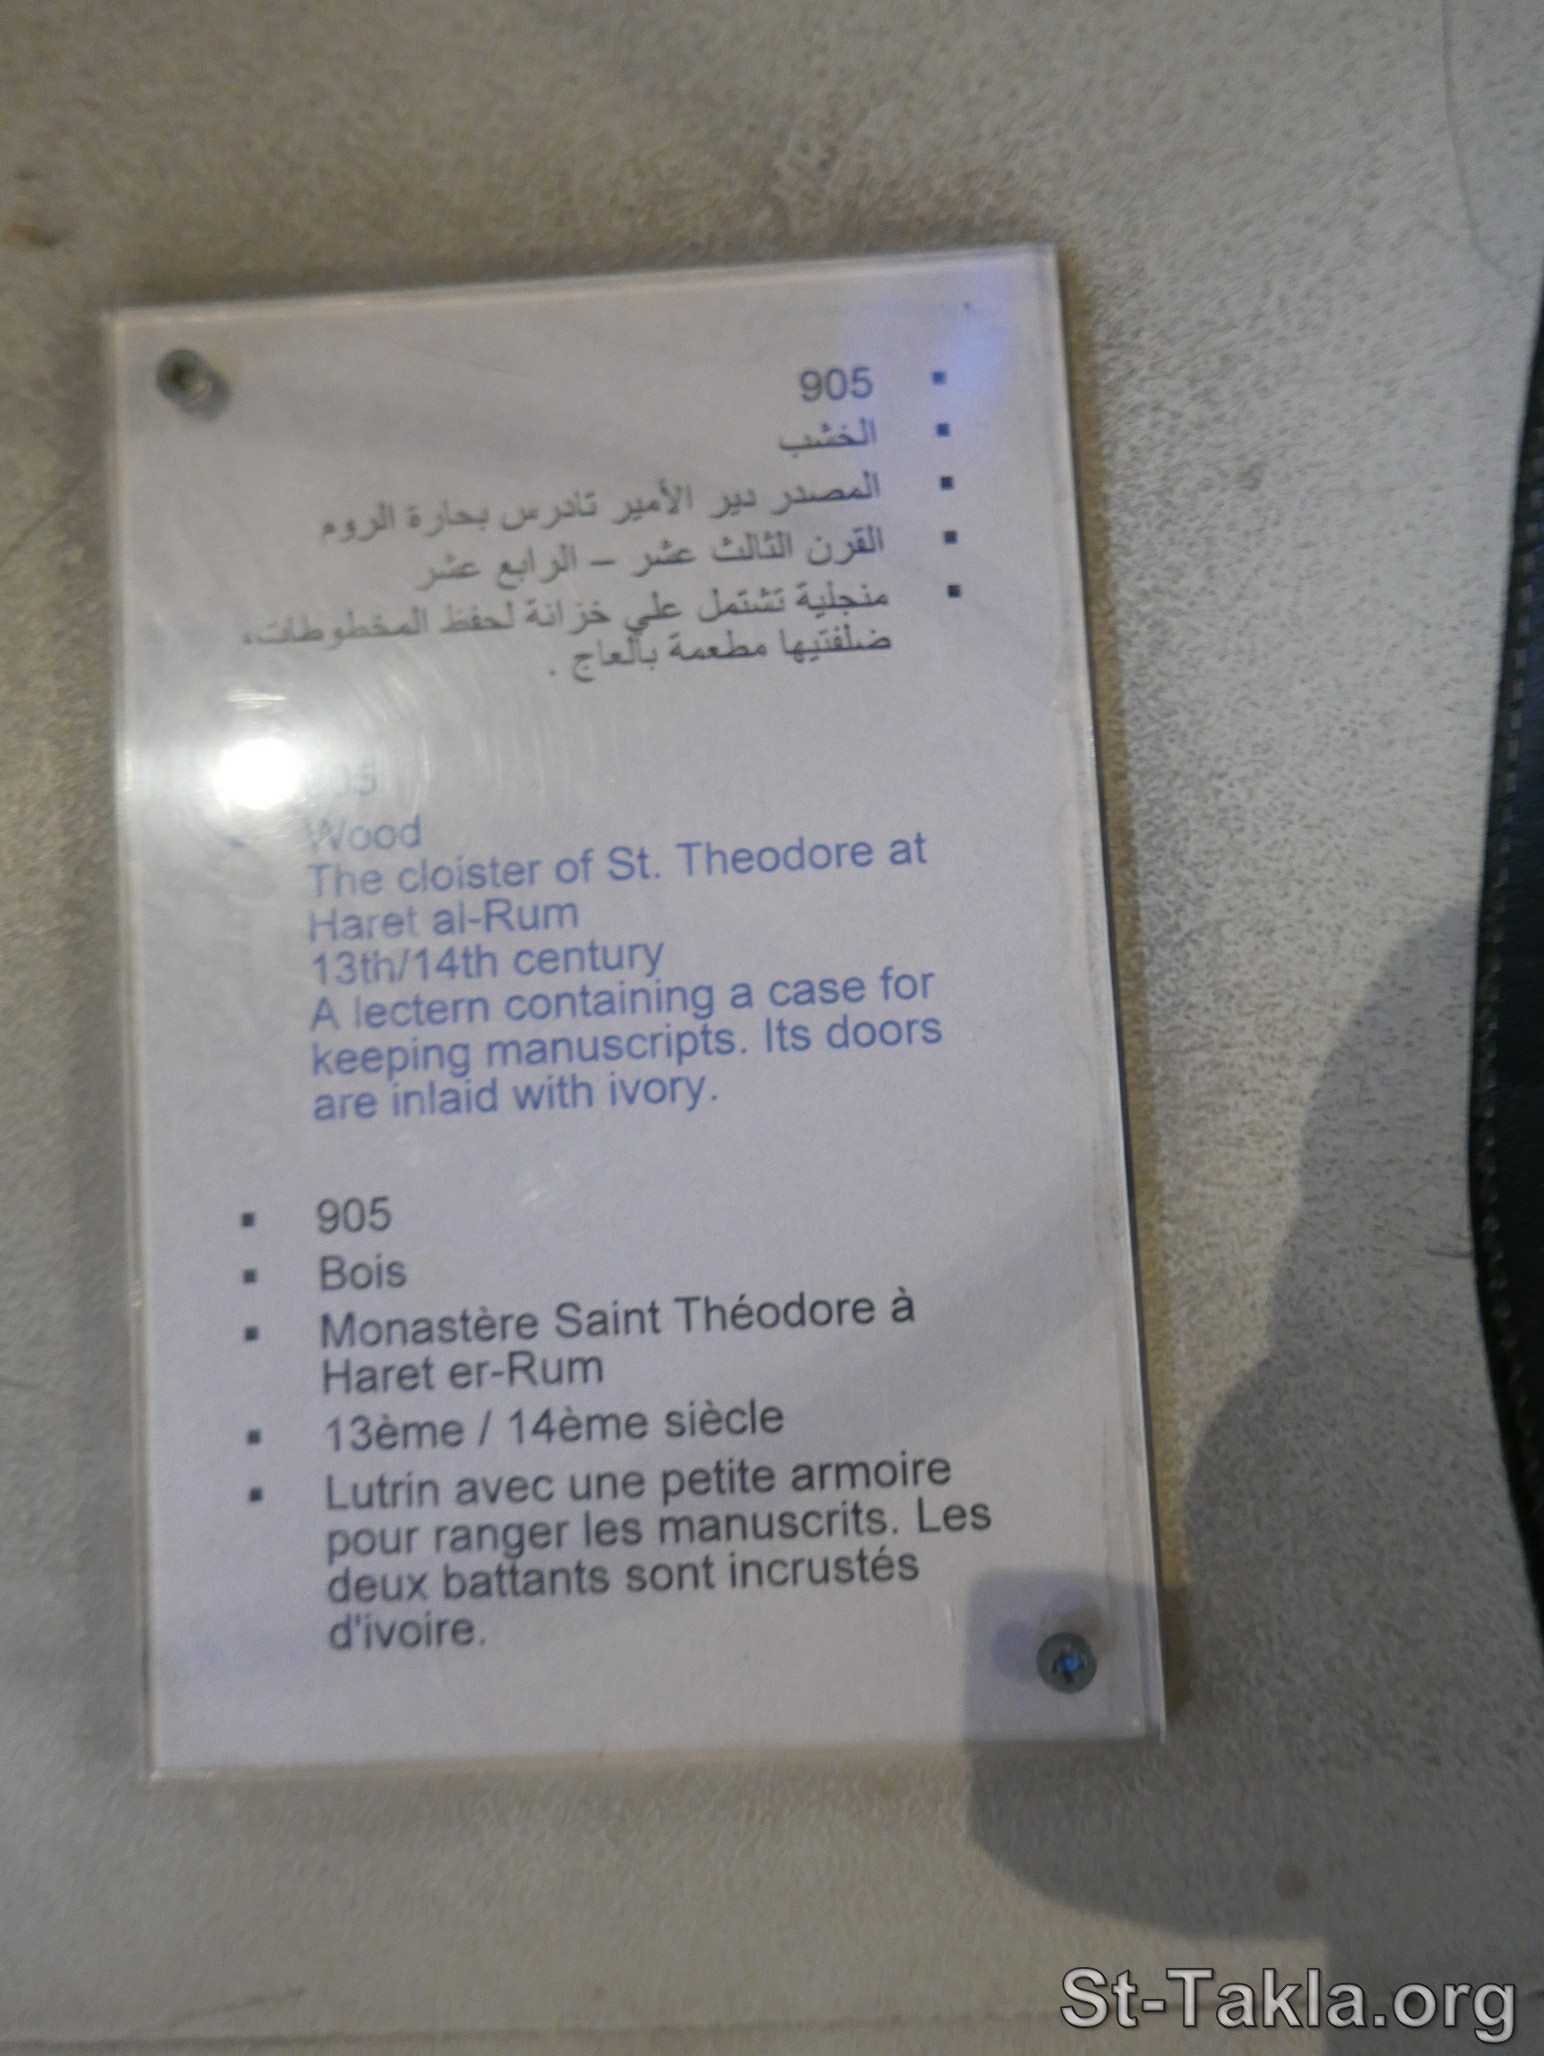 905
الخشب
المصدر دير الأمير تادرس بحارة الروم
القرن الثالث عشر – الرابع عشر
منجلية تشتمل علي خزانة لحفظ المخطوطات،
ضلفتيها مطعمة بالعاج .
905
Wood
The cloister of St. Theodore at
Haret al-Rum
13th/14th century
A lectern containing a case for
keeping manuscripts. Its doors
are inlaid with ivory.
905
Bois
Monastère Saint Théodore à
Haret er-Rum
13ème / 14ème siècle
Lutrin avec une petite armoire
pour ranger les manuscrits. Les
deux battants sont incrustés
d'ivoire.
St-Takla.org